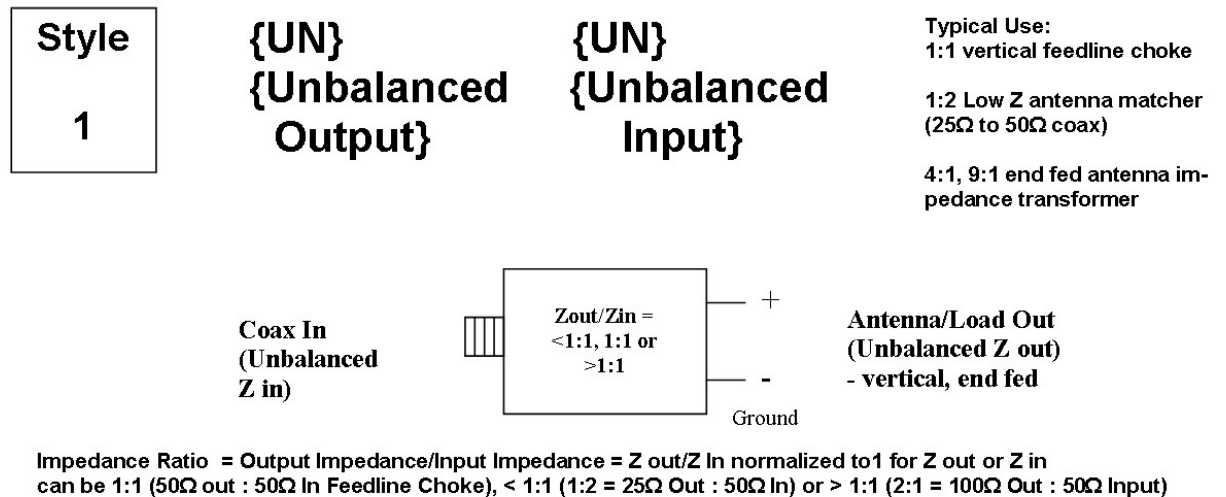 Style
1
{UN}
{Unbalanced
Output}
{UN}
{Unbalanced
Input}
Typical Use:
1:1 vertical feedline choke
1:2 Low Z antenna matcher
(25Ω to 50Ω coax)
4:1, 9:1 end fed antenna im-
pedance transformer
Coax In
(Unbalanced
Z in)
Zout/Zin =
<1:1, 1:1 or
>1:1
+
-
Ground
Antenna/Load Out
(Unbalanced Z out)
- vertical, end fed
Impedance Ratio = Output Impedance/Input Impedance = Z out/Z In normalized to1 for Z out or Z in
can be 1:1 (50Ω out : 50Ω In Feedline Choke), < 1:1 (1:2 = 25Ω Out : 50Ω In) or > 1:1 (2:1 = 100Ω Out : 50Ω Input)